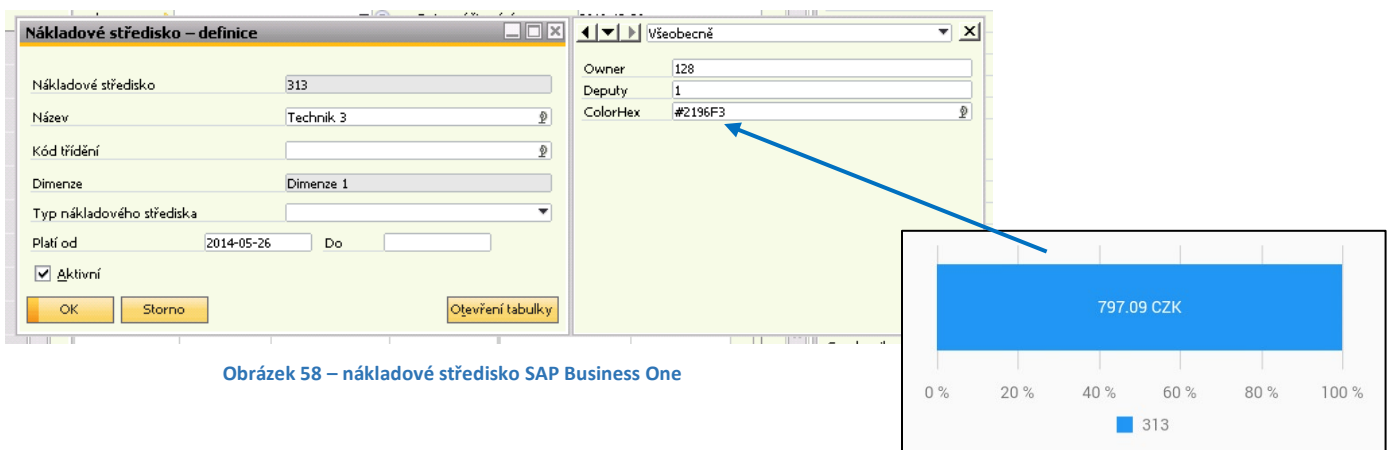 Nákladové středisko – definice
Všeobecně
Nákladové středisko 313
Název Technik 3
Kód třídění
Dimenze Dimenze 1
Typ nákladového střediska
Platí od 2014-05-26 Do
Aktivní
OK Storno Otevření tabulky
Owner 128
Deputy 1
ColorHex #2196F3
797.09 CZK
0 % 20 % 40 % 60 % 80 % 100 %
313
Obrázek 58 – nákladové středisko SAP Business One